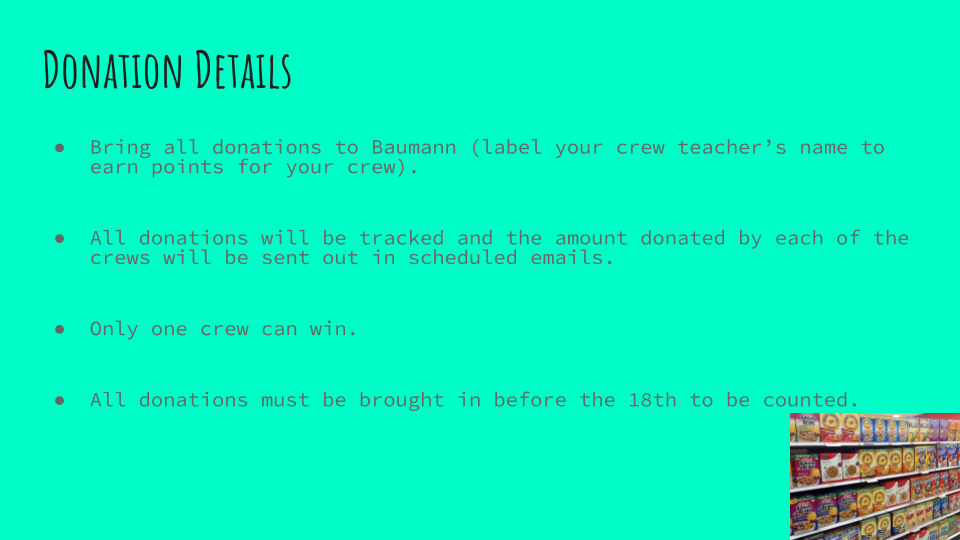 Donation Details
● Bring all donations to Baumann (label your crew teacher’s name to
earn points for your crew).
● All donations will be tracked and the amount donated by each of the
crews will be sent out in scheduled emails.
● Only one crew can win.
● All donations must be brought in before the 18th to be counted.